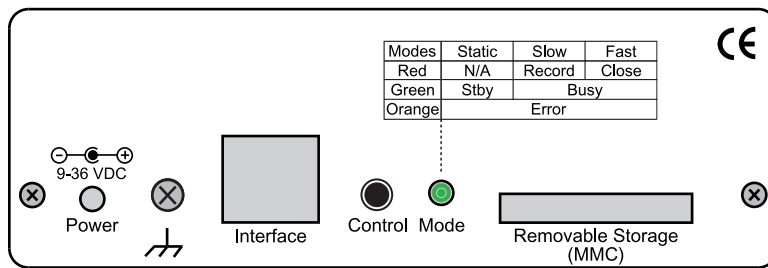 Modes Static Slow Fast
Red N/A Record Close
Green Stby Busy
Orange Error
CE
9-36 VDC
Power
Interface
Control
Mode
Removable Storage
(MMC)